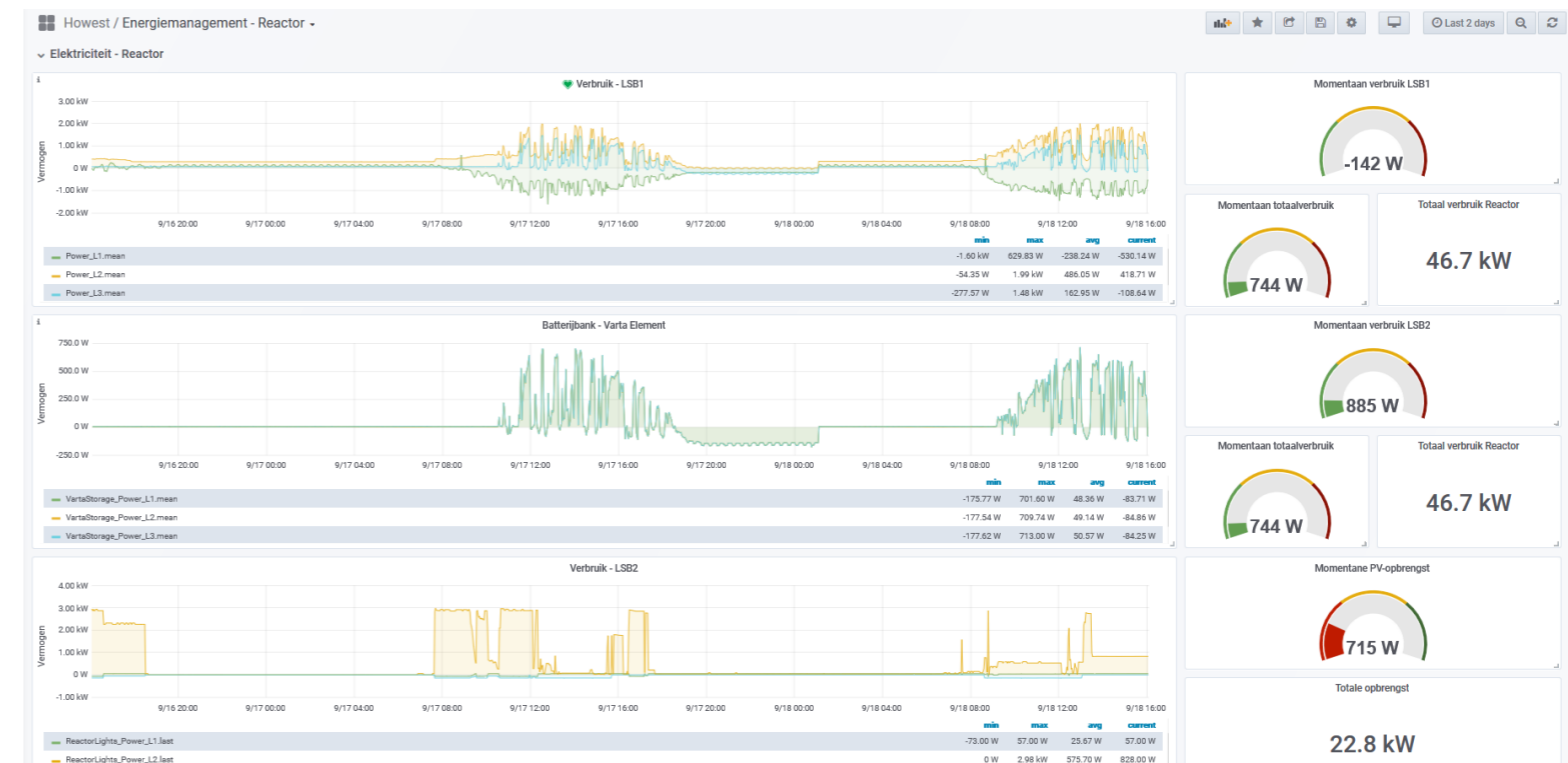 Howest / Energiemanagement - Reactor
Last 2 days
Elektriciteit - Reactor
Verbruik - LSB1
Vermogen
3.00 kW
2.00 kW
1.00 kW
0 W
-1.00 kW
-2.00 kW
9/16 20:00 9/17 00:00 9/17 04:00 9/17 08:00 9/17 12:00 9/17 16:00 9/17 20:00 9/18 00:00 9/18 04:00 9/18 08:00 9/18 12:00 9/18 16:00
min max avg current
Power_L1.mean -1.60 kW 629.83 W -238.24 W -530.14 W
Power_L2.mean -54.35 W 1.99 kW 486.05 W 418.71 W
Power_L3.mean -277.57 W 1.48 kW 162.95 W -108.64 W
Momentaan verbruik LSB1
-142 W
Momentaan totaalverbruik
744 W
Totaal verbruik Reactor
46.7 kW
Batterijbank - Varta Element
Vermogen
750.0 W
500.0 W
250.0 W
0 W
-250.0 W
9/16 20:00 9/17 00:00 9/17 04:00 9/17 08:00 9/17 12:00 9/17 16:00 9/17 20:00 9/18 00:00 9/18 04:00 9/18 08:00 9/18 12:00 9/18 16:00
min max avg current
VartaStorage_Power_L1.mean -175.77 W 701.60 W 48.36 W -83.71 W
VartaStorage_Power_L2.mean -177.54 W 709.74 W 49.14 W -84.86 W
VartaStorage_Power_L3.mean -177.62 W 713.00 W 50.57 W -84.25 W
Momentaan verbruik LSB2
885 W
Momentaan totaalverbruik
744 W
Totaal verbruik Reactor
46.7 kW
Verbruik - LSB2
Vermogen
4.00 kW
3.00 kW
2.00 kW
1.00 kW
0 W
-1.00 kW
9/16 20:00 9/17 00:00 9/17 04:00 9/17 08:00 9/17 12:00 9/17 16:00 9/17 20:00 9/18 00:00 9/18 04:00 9/18 08:00 9/18 12:00 9/18 16:00
min max avg current
ReactorLights_Power_L1.last -73.00 W 57.00 W 25.67 W 57.00 W
ReactorLights_Power_L2.last 0 W 2.98 kW 575.70 W 828.00 W
Momentane PV-opbrengst
715 W
Totale opbrengst
22.8 kW